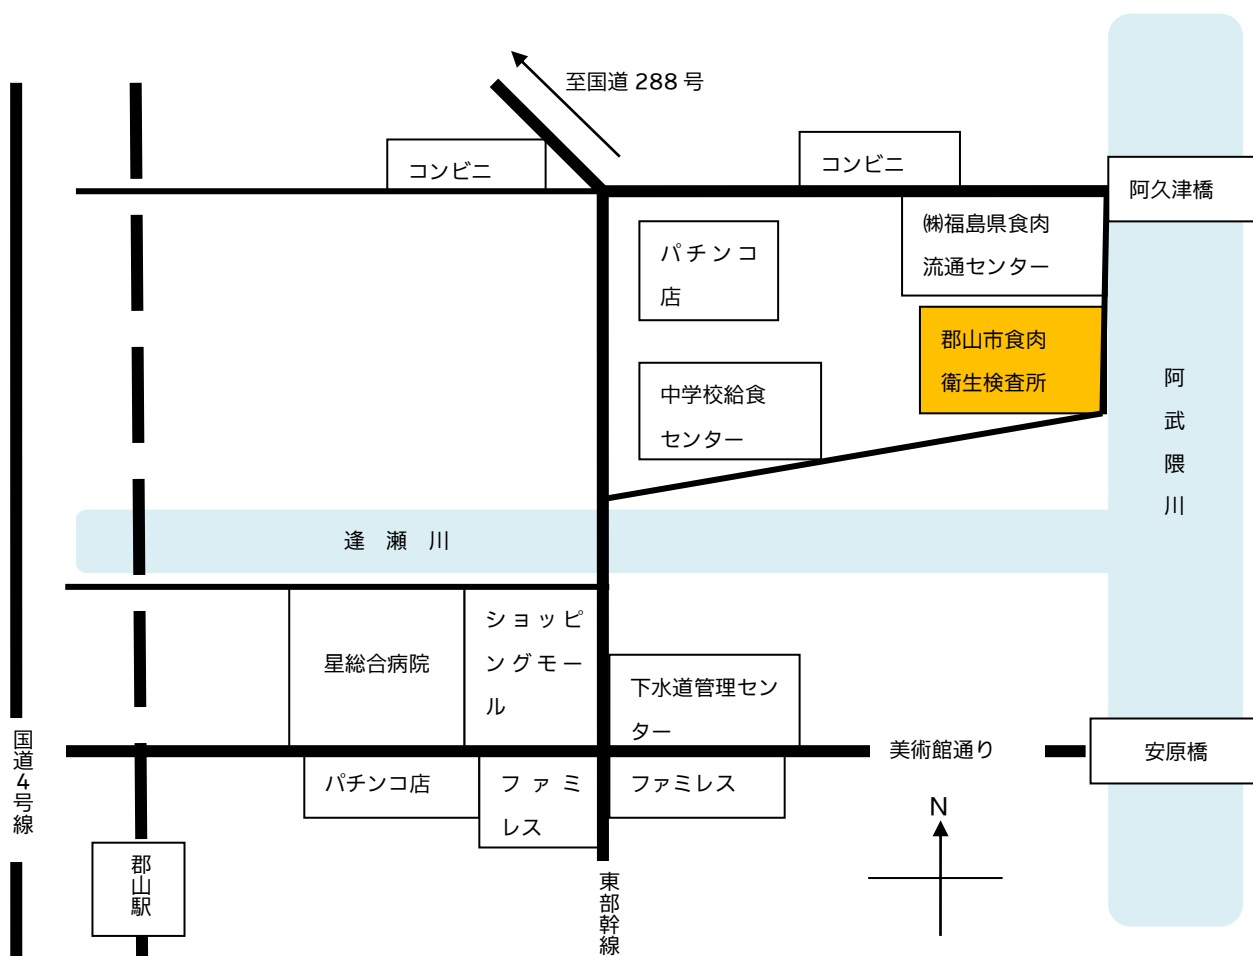 至国道 288 号
コンビニ
コンビニ
阿久津橋
㈱福島県食肉
流通センター
パチンコ
店
郡山市食肉
衛生検査所
中学校給食
センター
阿武隈川
逢瀬川
ショッピ
ングモー
ル
星総合病院
下水道管理セン
ター
国道4号線
美術館通り
安原橋
パチンコ店
ファミ
レス
ファミレス
N
郡山駅
東部幹線